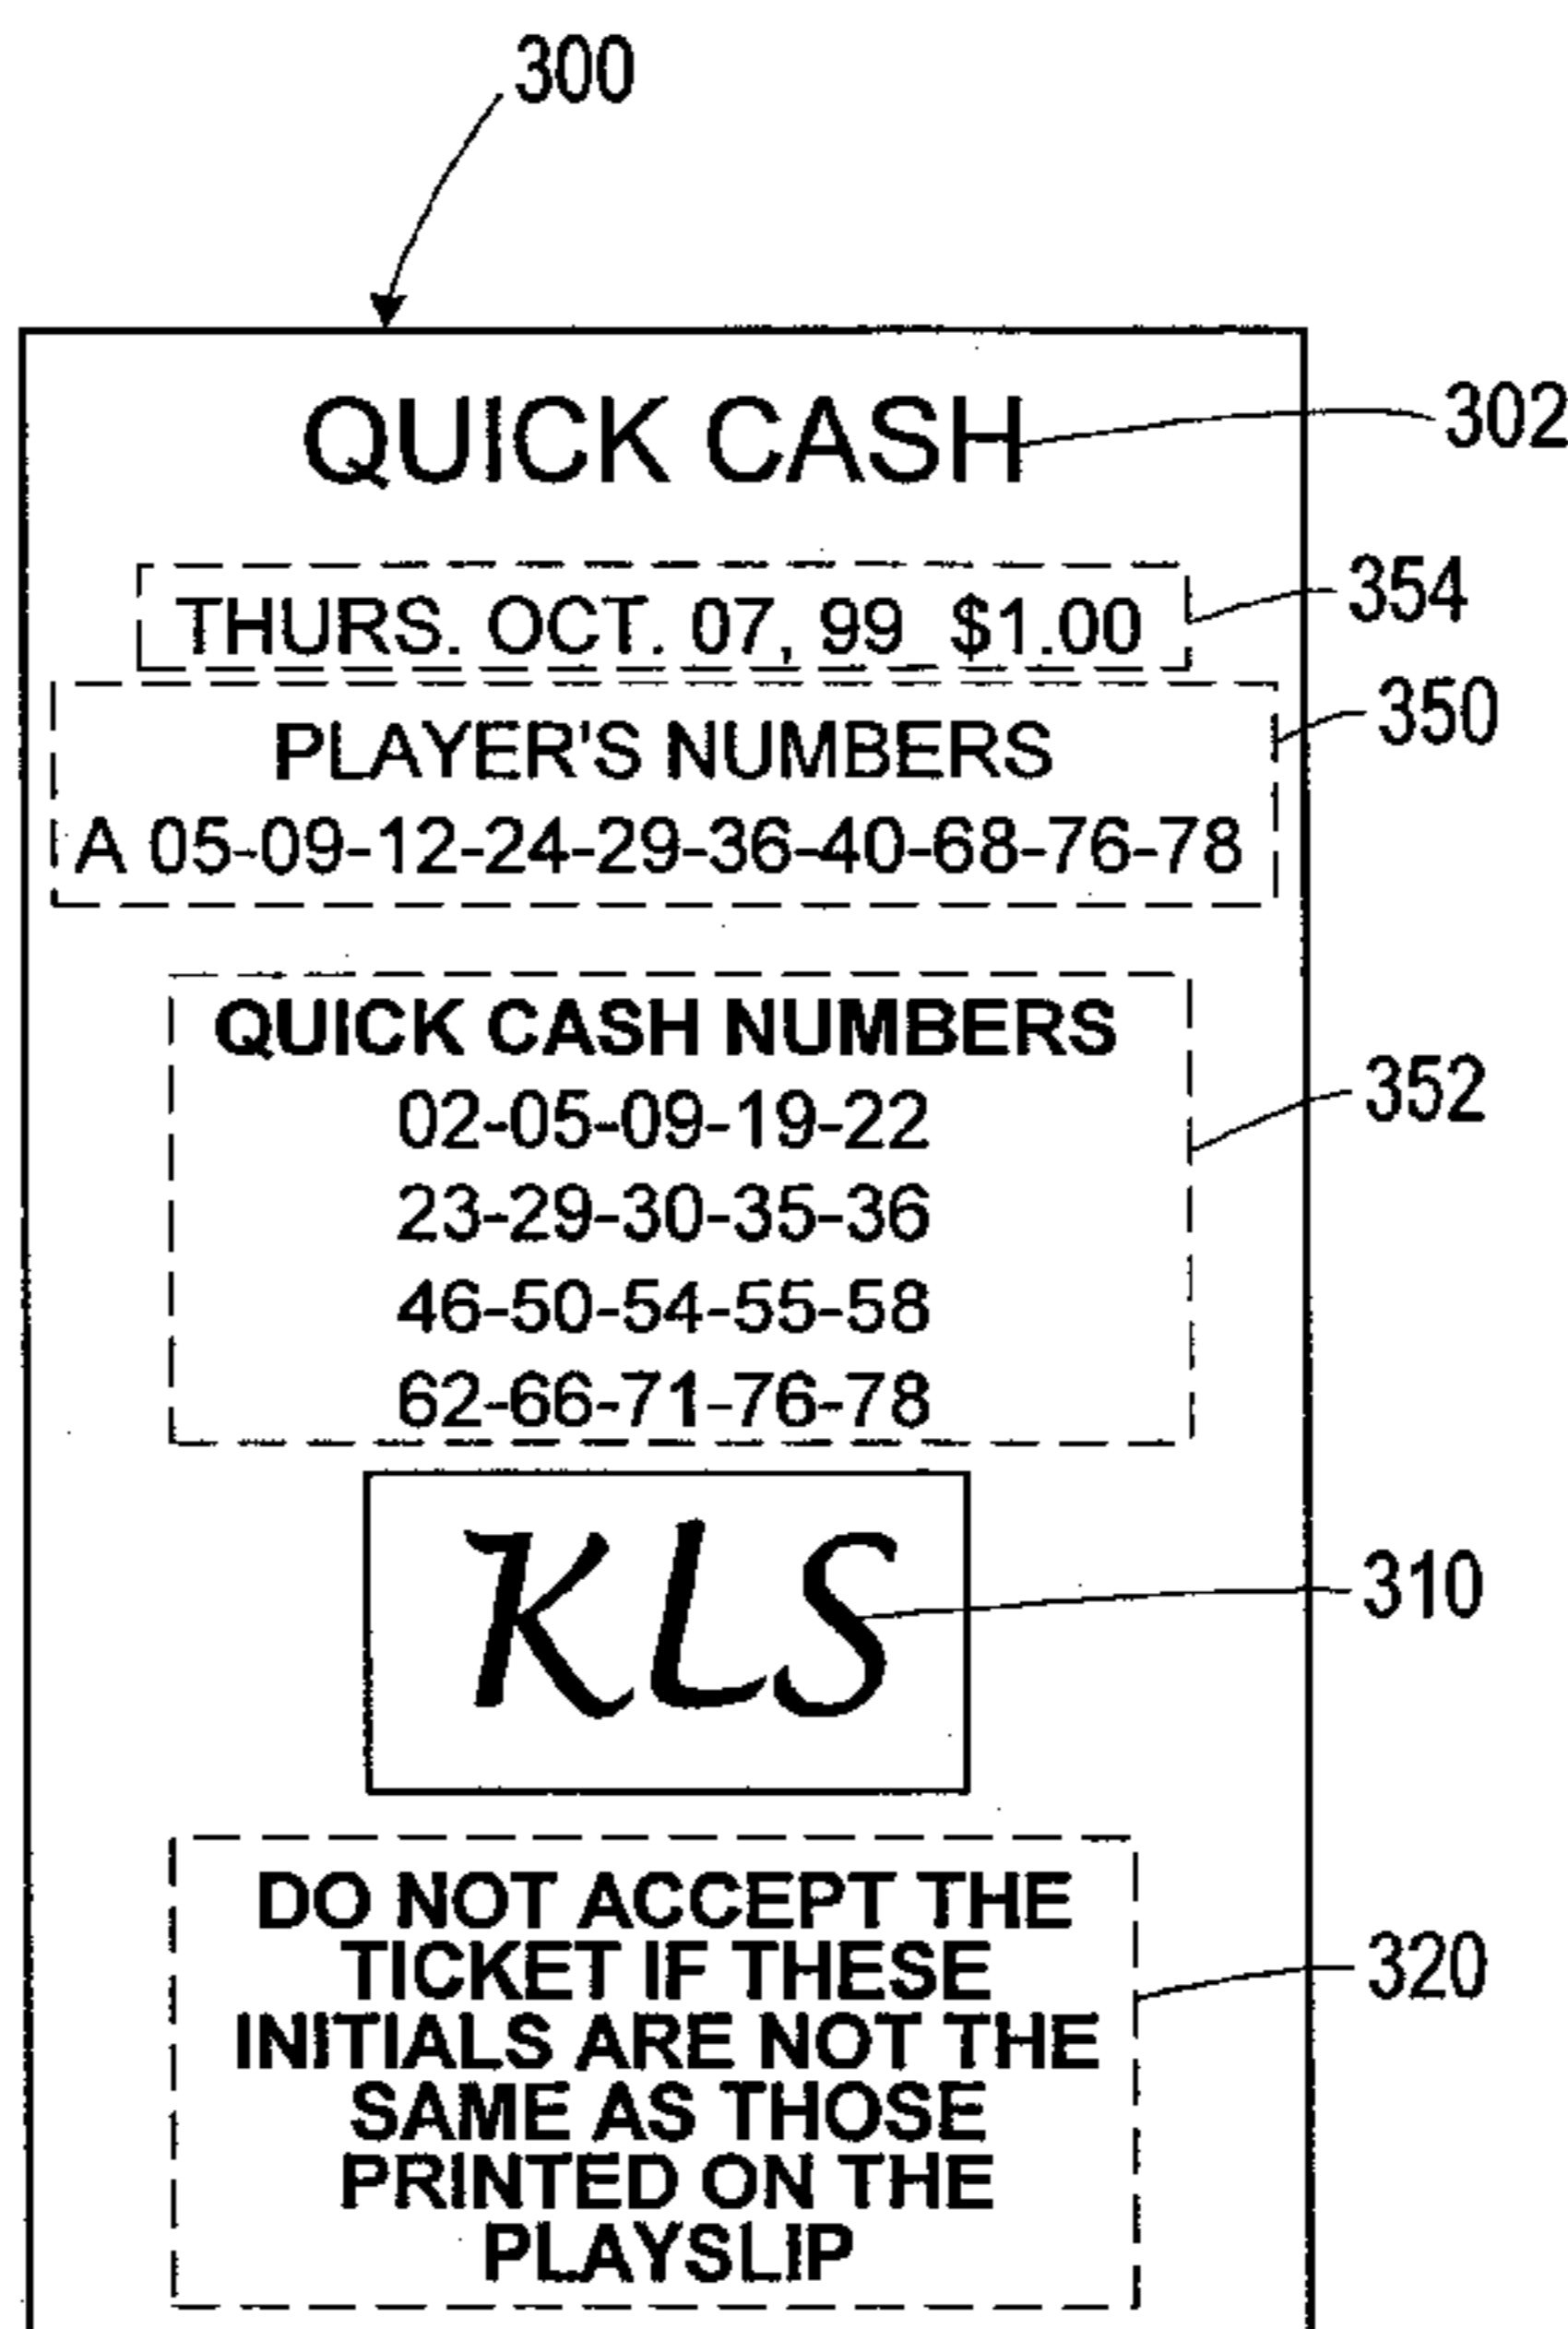 300
QUICK CASH 302
THURS. OCT. 07, 99 $1.00 354
PLAYER'S NUMBERS 350
A 05-09-12-24-29-36-40-68-76-78
QUICK CASH NUMBERS
02-05-09-19-22 352
23-29-30-35-36
46-50-54-55-58
62-66-71-76-78
KLS 310
DO NOT ACCEPT THE
TICKET IF THESE 320
INITIALS ARE NOT THE
SAME AS THOSE
PRINTED ON THE
PLAYSLIP